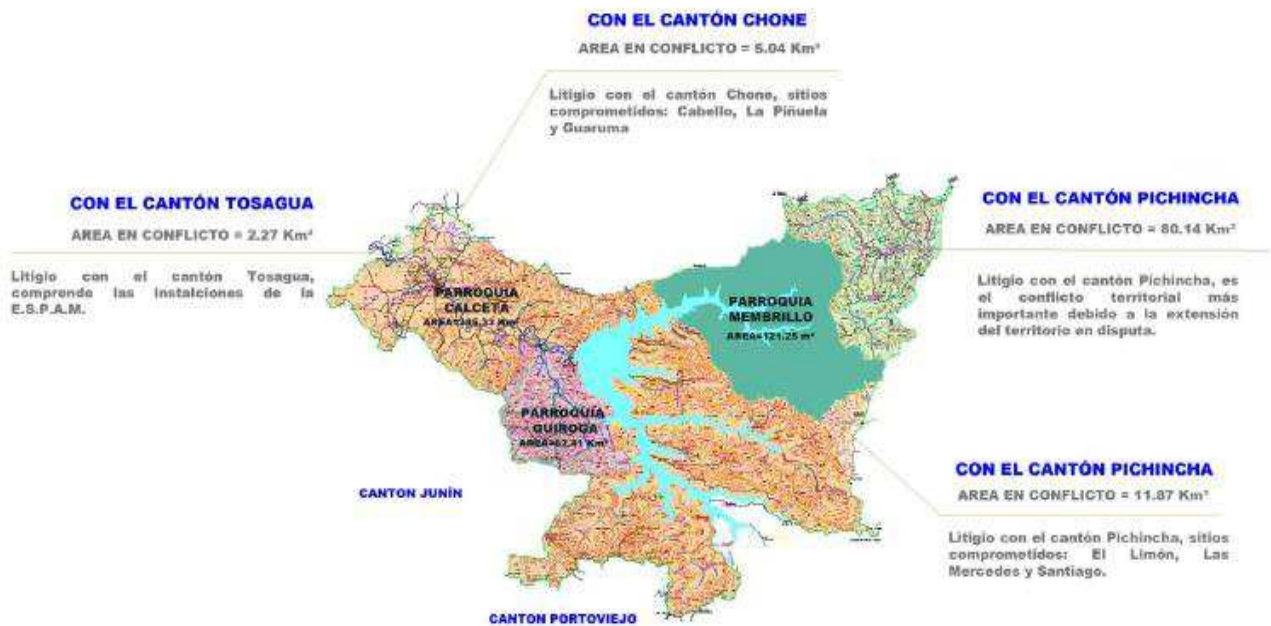 CON EL CANTÓN CHONE
AREA EN CONFLICTO = 5.04 Km²
Litigio con el cantón Chone, sitios
comprometidos: Cabello, La Piñuela
y Guaruma
CON EL CANTÓN TOSAGUA
AREA EN CONFLICTO = 2.27 Km²
Litigio con el cantón Tosagua,
comprende las instalciones de la
E.S.P.A.M.
CON EL CANTÓN PICHINCHA
AREA EN CONFLICTO = 80.14 Km²
Litigio con el cantón Pichincha, es
el conflicto territorial más
importante debido a la extensión
del territorio en disputa.
PARROQUIA
CALCETA
PARROQUIA
MEMBRILLO
AREA=121.25 m²
PARROQUIA
QUIROGA
CANTON JUNÍN
CON EL CANTÓN PICHINCHA
AREA EN CONFLICTO = 11.87 Km²
Litigio con el cantón Pichincha, sitios
comprometidos: El Limón, Las
Mercedes y Santiago.
CANTON PORTOVIEJO